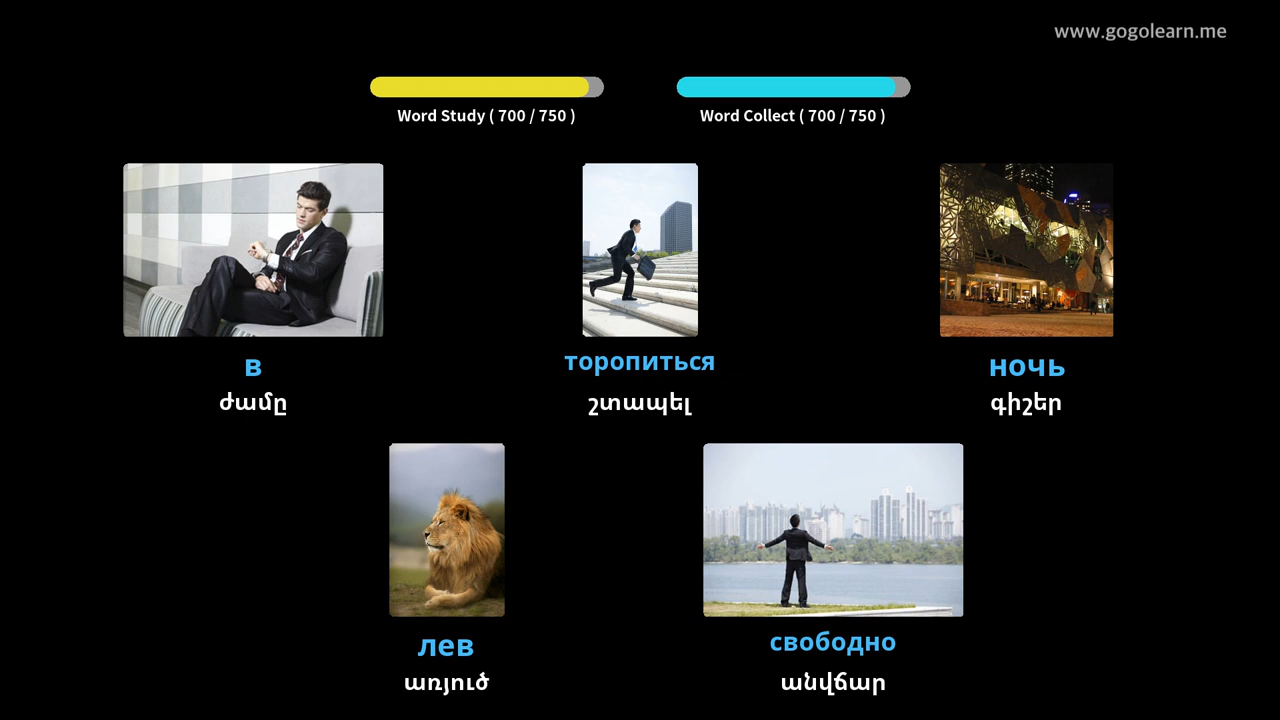 www.gogolearn.me
Word Study ( 700 / 750 )
Word Collect ( 700 / 750 )
в
ժամը
торопиться
շտապել
ночь
գիշեր
лев
առյուծ
свободно
անվճար